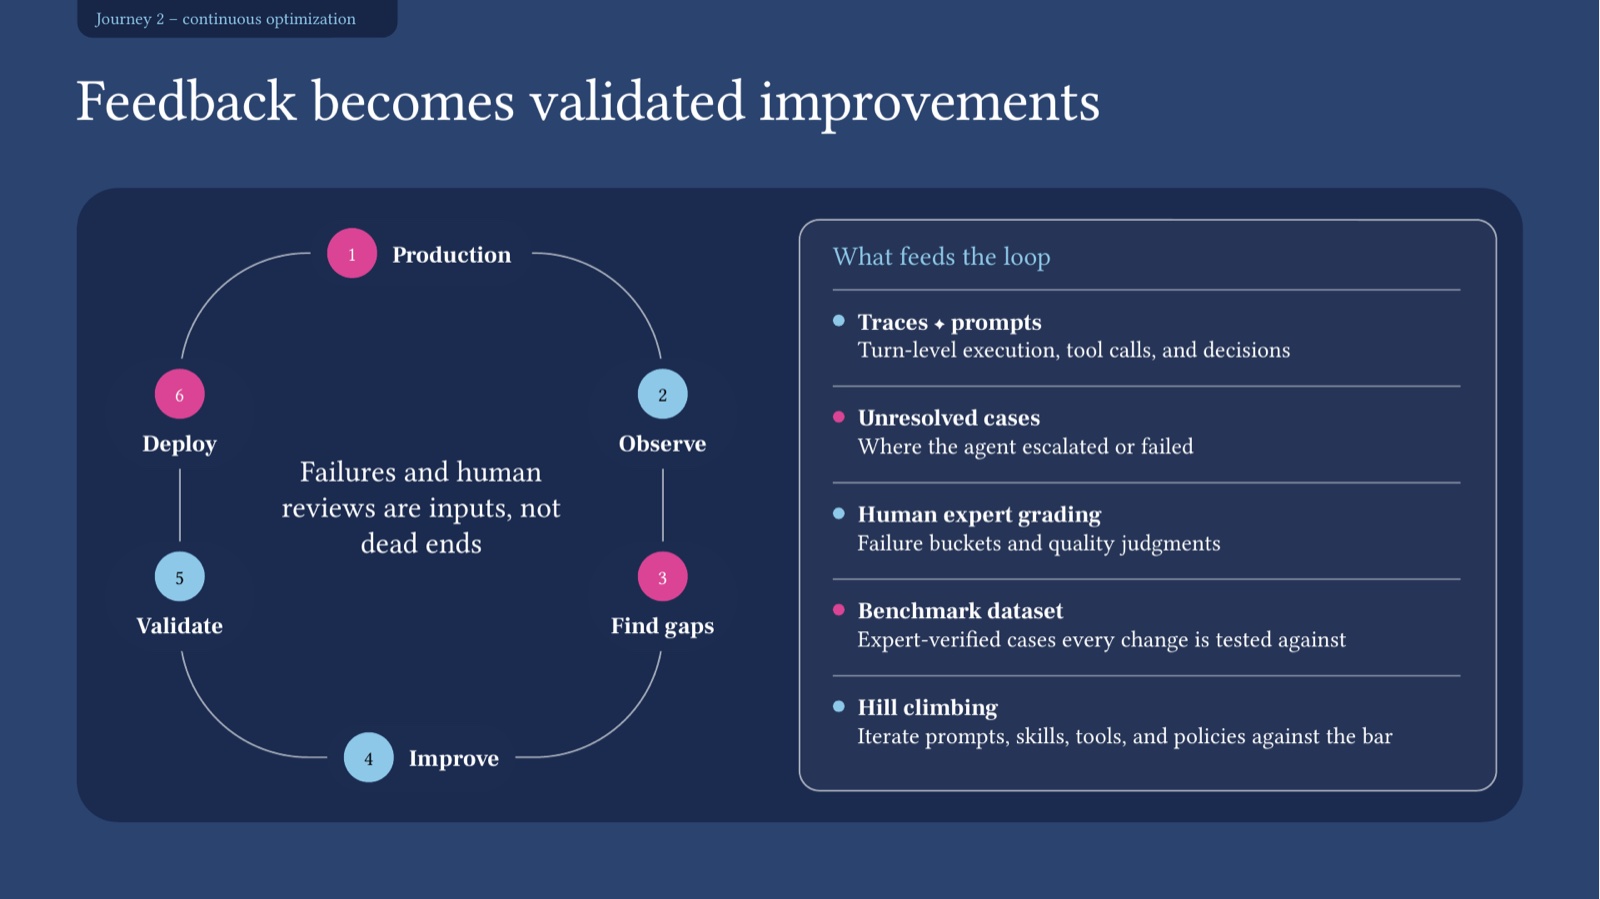 Journey 2 – continuous optimization
Feedback becomes validated improvements
1 Production
6
Deploy
2
Observe
Failures and human
reviews are inputs, not
dead ends
5
Validate
3
Find gaps
4 Improve
What feeds the loop
Traces ✦ prompts
Turn-level execution, tool calls, and decisions
Unresolved cases
Where the agent escalated or failed
Human expert grading
Failure buckets and quality judgments
Benchmark dataset
Expert-verified cases every change is tested against
Hill climbing
Iterate prompts, skills, tools, and policies against the bar